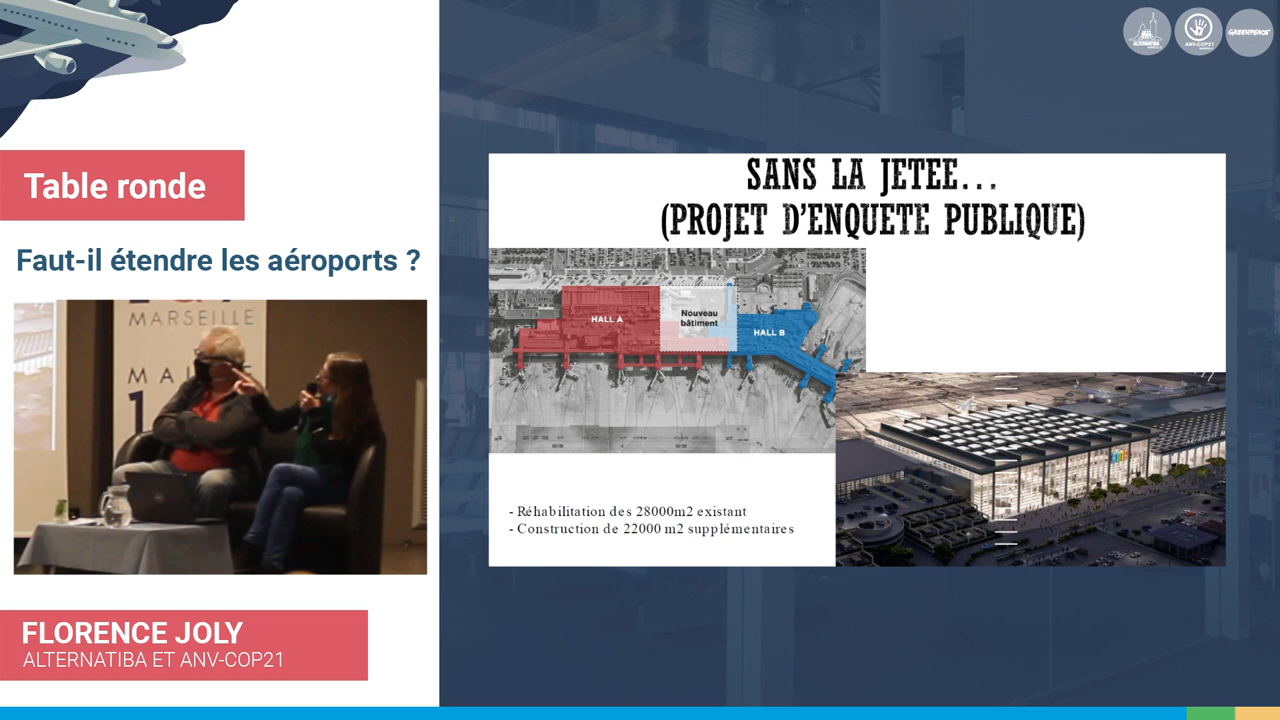 Table ronde
Faut-il étendre les aéroports ?
MARSEILLE
FLORENCE JOLY
ALTERNATIBA ET ANV-COP21
ALTERNATIBA
ANV-COP21
GREENPEACE
SANS LA JETEE...
(PROJET D’ENQUETE PUBLIQUE)
HALL A
Nouveau
bâtiment
HALL B
- Réhabilitation des 28000m2 existant
- Construction de 22000 m2 supplémentaires